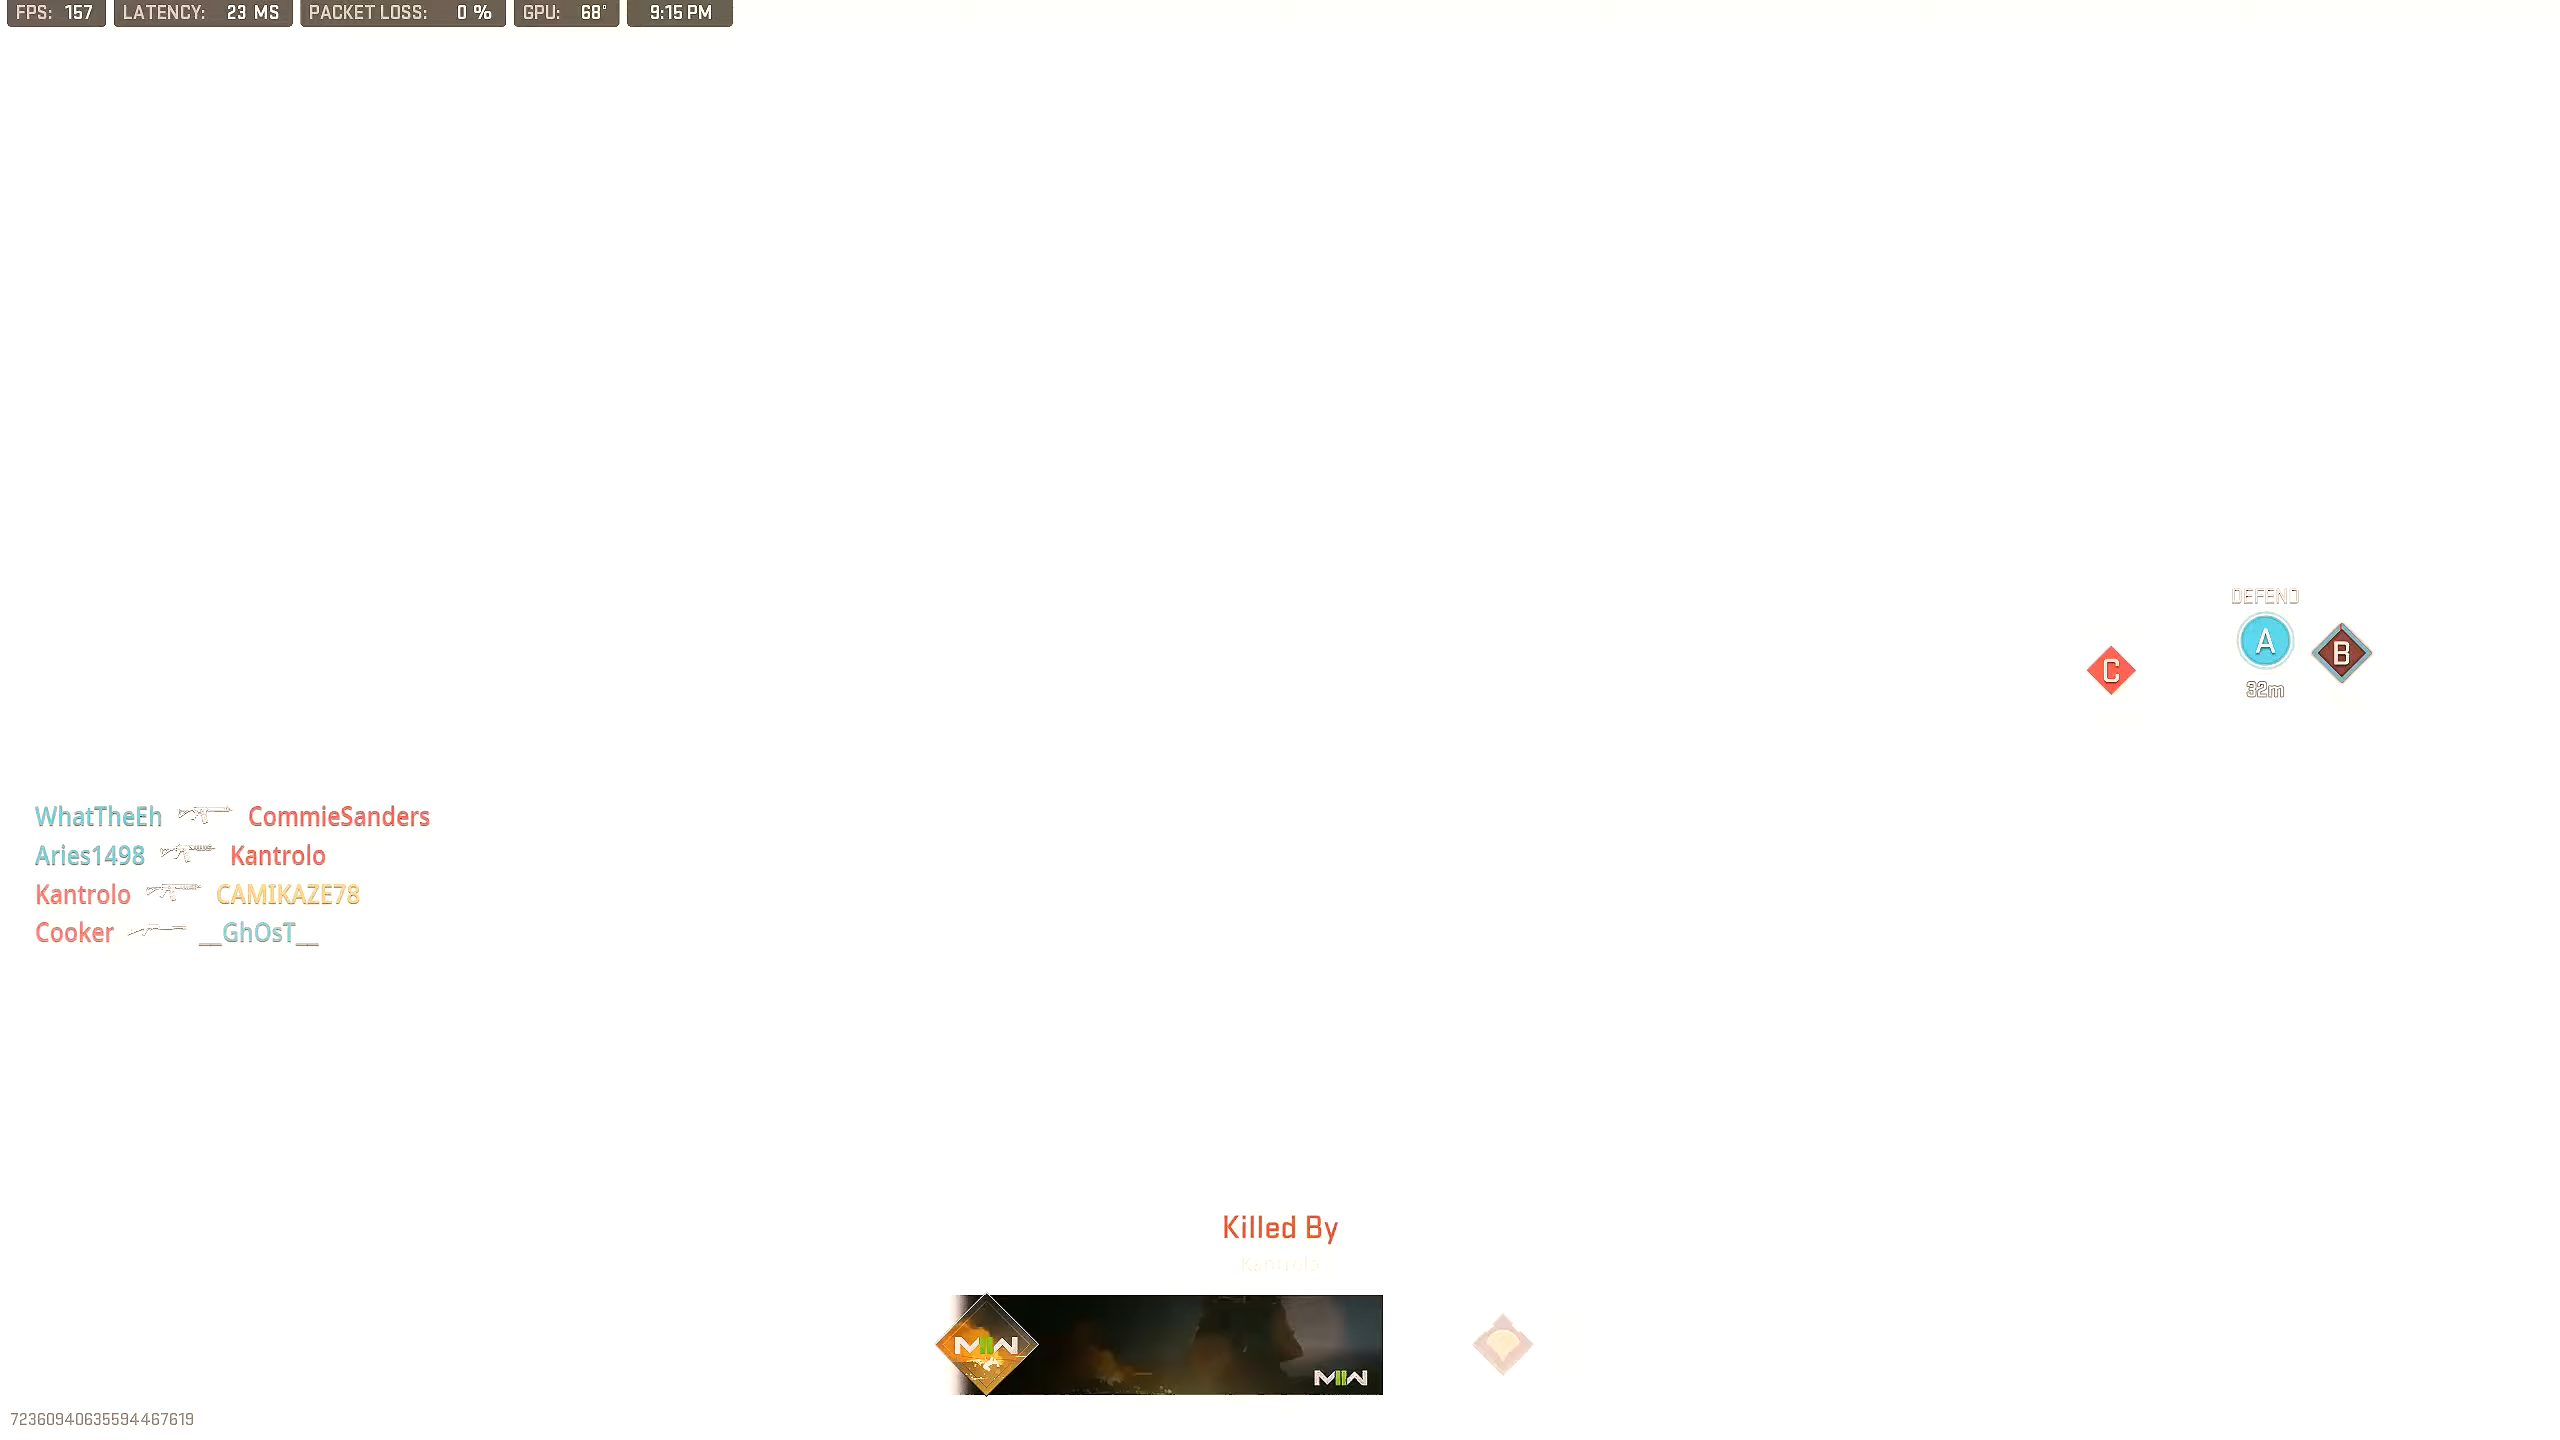 FPS: 157 LATENCY: 23 MS PACKET LOSS: 0 % GPU: 68° 9:15 PM
DEFEND
A
B
C
32m
WhatTheEh CommieSanders
Aries1498 Kantrolo
Kantrolo CAMIKAZE78
Cooker __GhOsT__
Killed By
Kantrolo
MIIW
MIIW
72360940635594467619